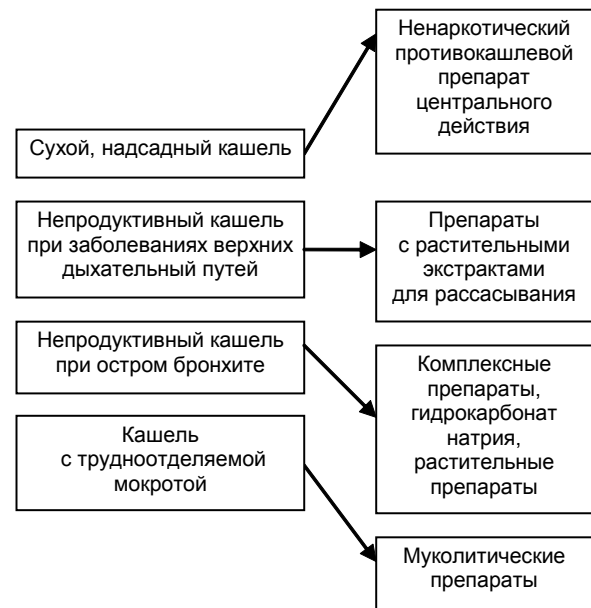 Сухой, надсадный кашель
Ненаркотический
противокашлевой
препарат
центрального
действия
Непродуктивный кашель
при заболеваниях верхних
дыхательный путей
Препараты
с растительными
экстрактами
для рассасывания
Непродуктивный кашель
при остром бронхите
Комплексные
препараты,
гидрокарбонат
натрия,
растительные
препараты
Кашель
с трудноотделяемой
мокротой
Муколитические
препараты